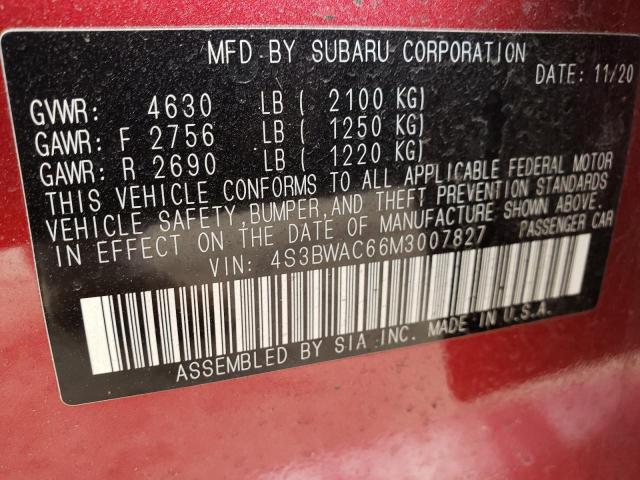 MFD BY SUBARU CORPORATION
DATE: 11/20
GVWR: 4630 LB ( 2100 KG)
GAWR: F 2756 LB ( 1250 KG)
GAWR: R 2690 LB ( 1220 KG)
THIS VEHICLE CONFORMS TO ALL APPLICABLE FEDERAL MOTOR
VEHICLE SAFETY,BUMPER,AND THEFT PREVENTION STANDARDS
IN EFFECT ON THE DATE OF MANUFACTURE SHOWN ABOVE.
VIN: 4S3BWAC66M3007827 PASSENGER CAR
ASSEMBLED BY SIA INC. MADE IN U.S.A.